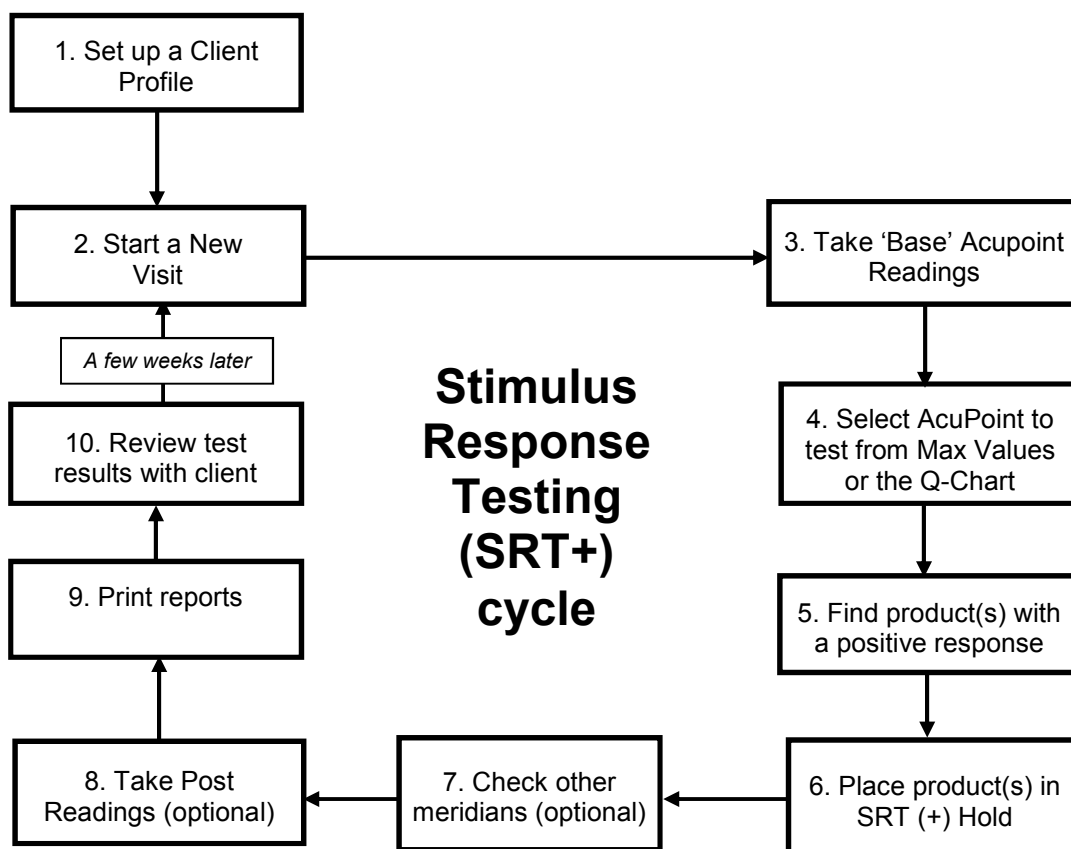 1. Set up a Client
Profile
2. Start a New
Visit
3. Take ‘Base’ Acupoint
Readings
4. Select AcuPoint to
test from Max Values
or the Q-Chart
5. Find product(s) with
a positive response
6. Place product(s) in
SRT (+) Hold
7. Check other
meridians (optional)
8. Take Post
Readings (optional)
9. Print reports
10. Review test
results with client
A few weeks later
Stimulus
Response
Testing
(SRT+)
cycle